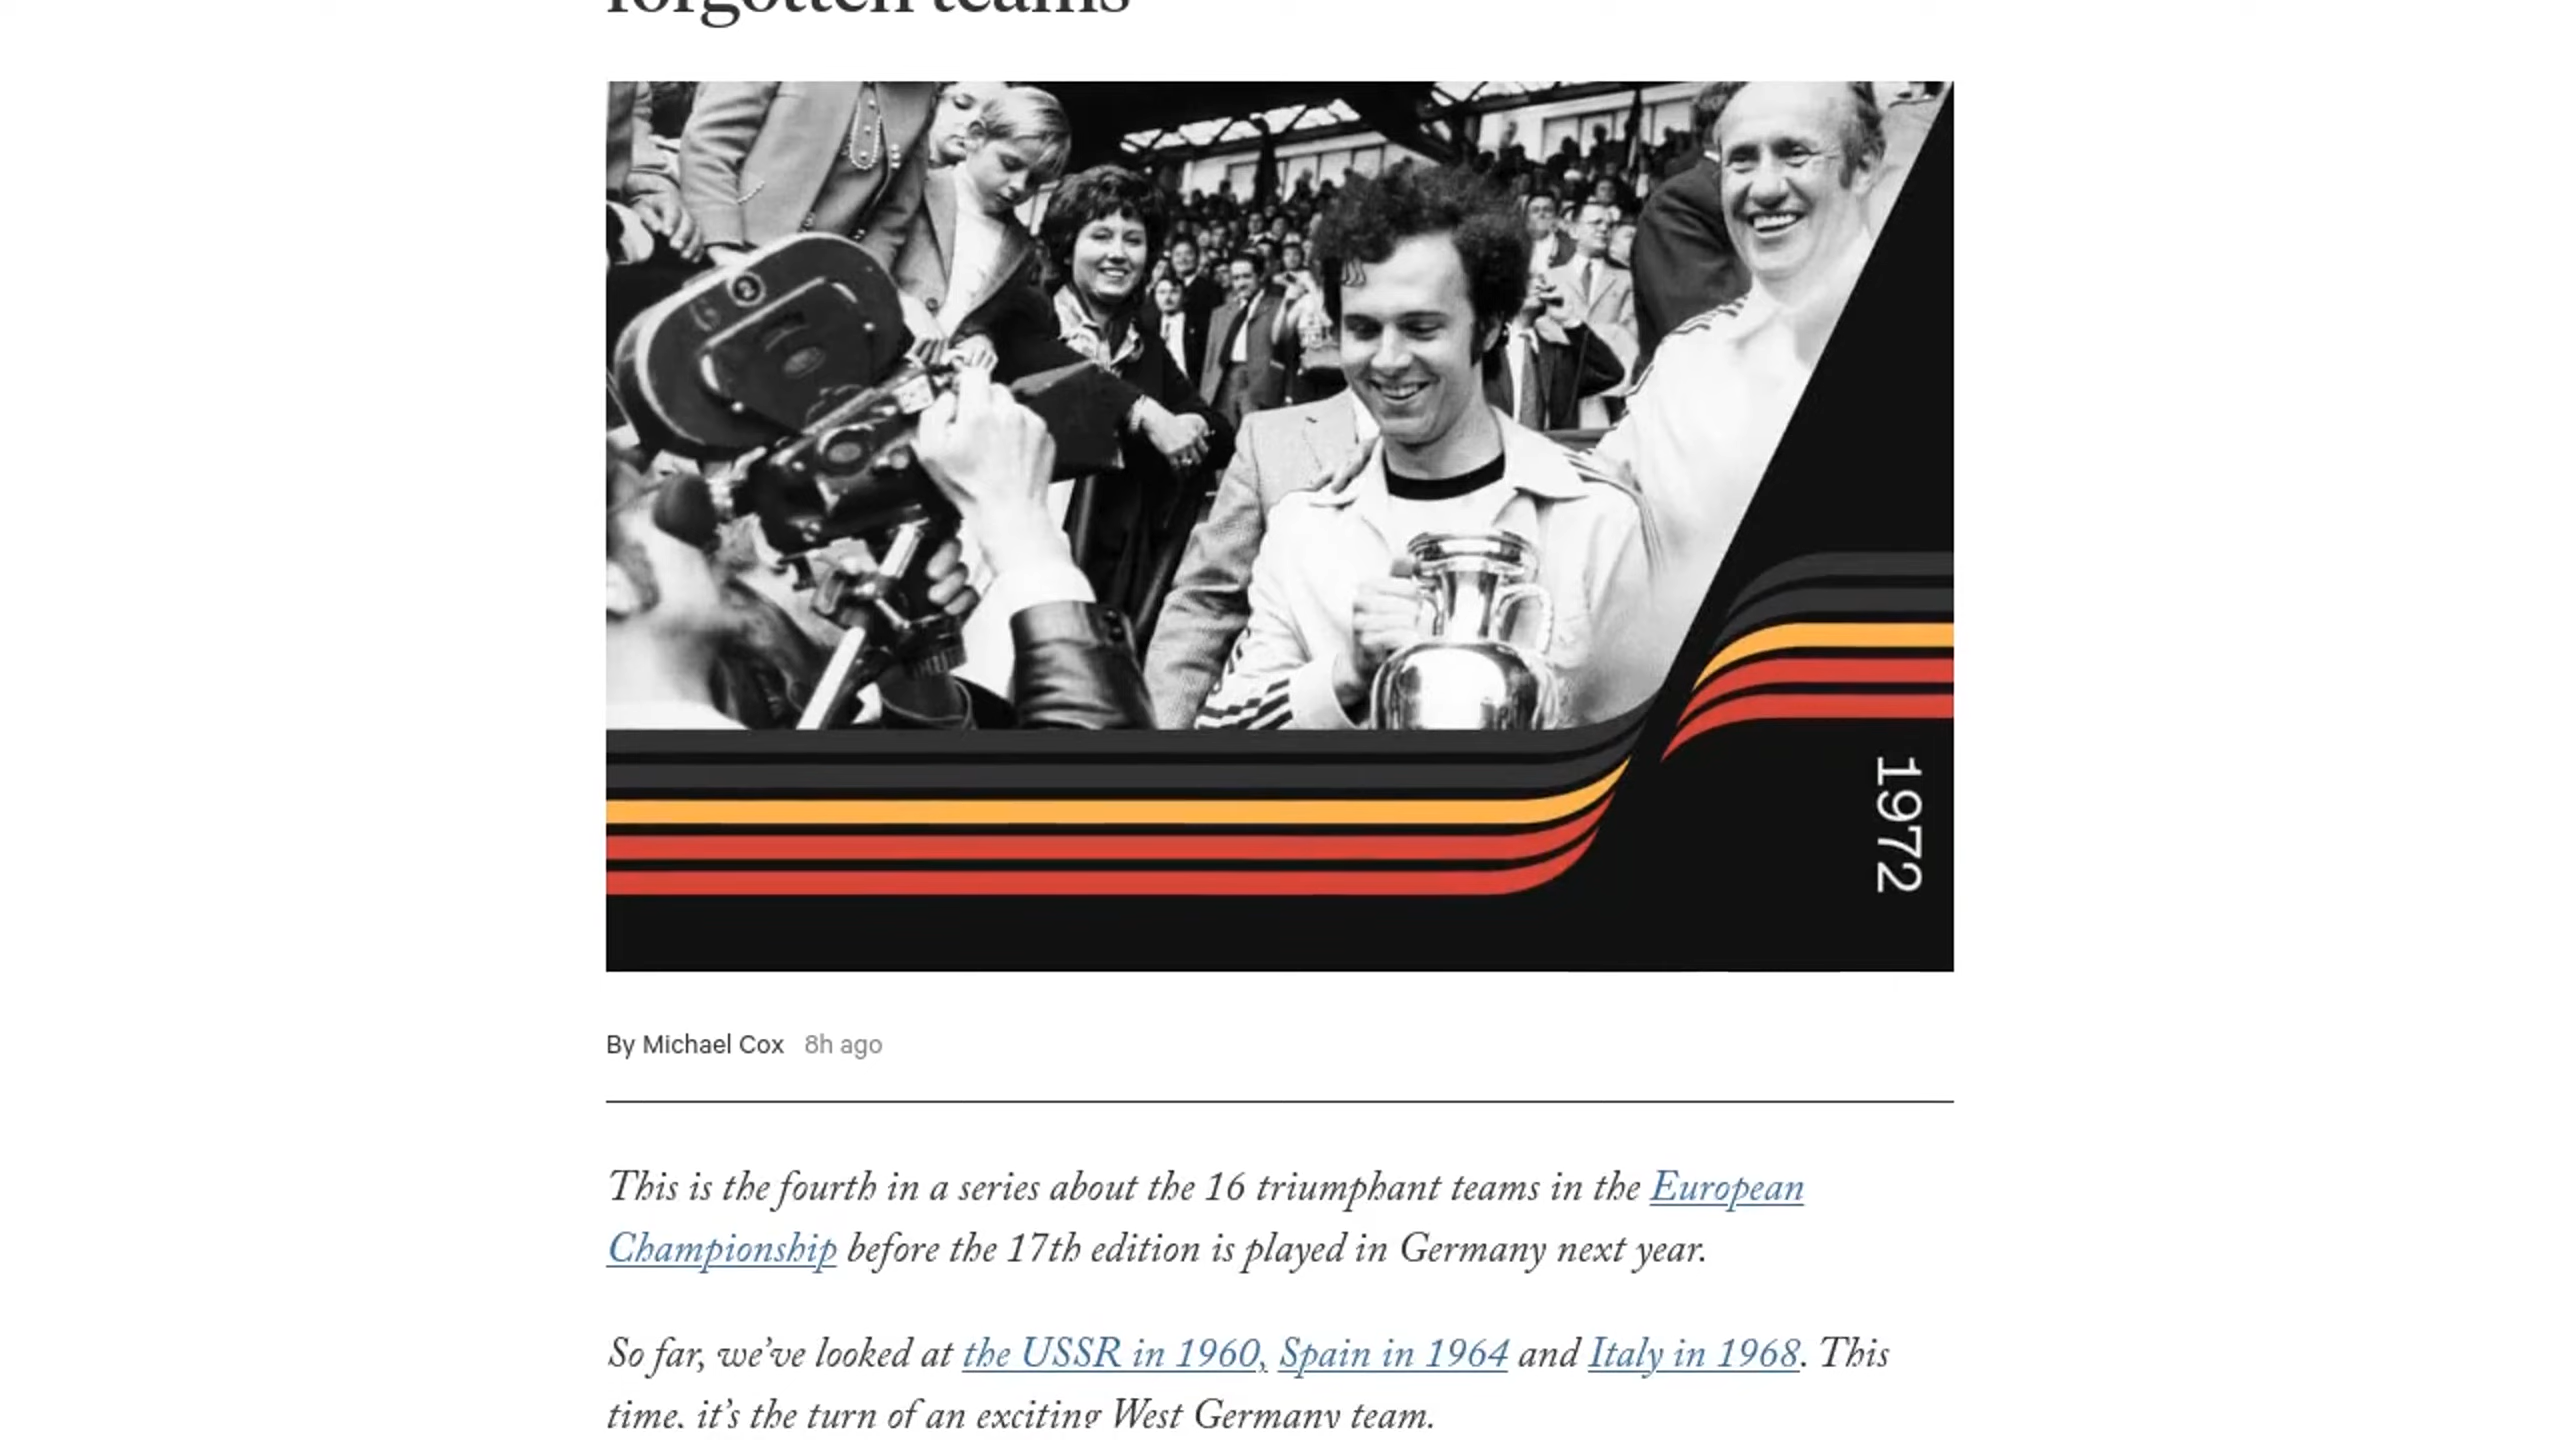 forgotten teams
1972
By Michael Cox 8h ago
This is the fourth in a series about the 16 triumphant teams in the European
Championship before the 17th edition is played in Germany next year.
So far, we’ve looked at the USSR in 1960, Spain in 1964 and Italy in 1968. This
time, it’s the turn of an exciting West Germany team.